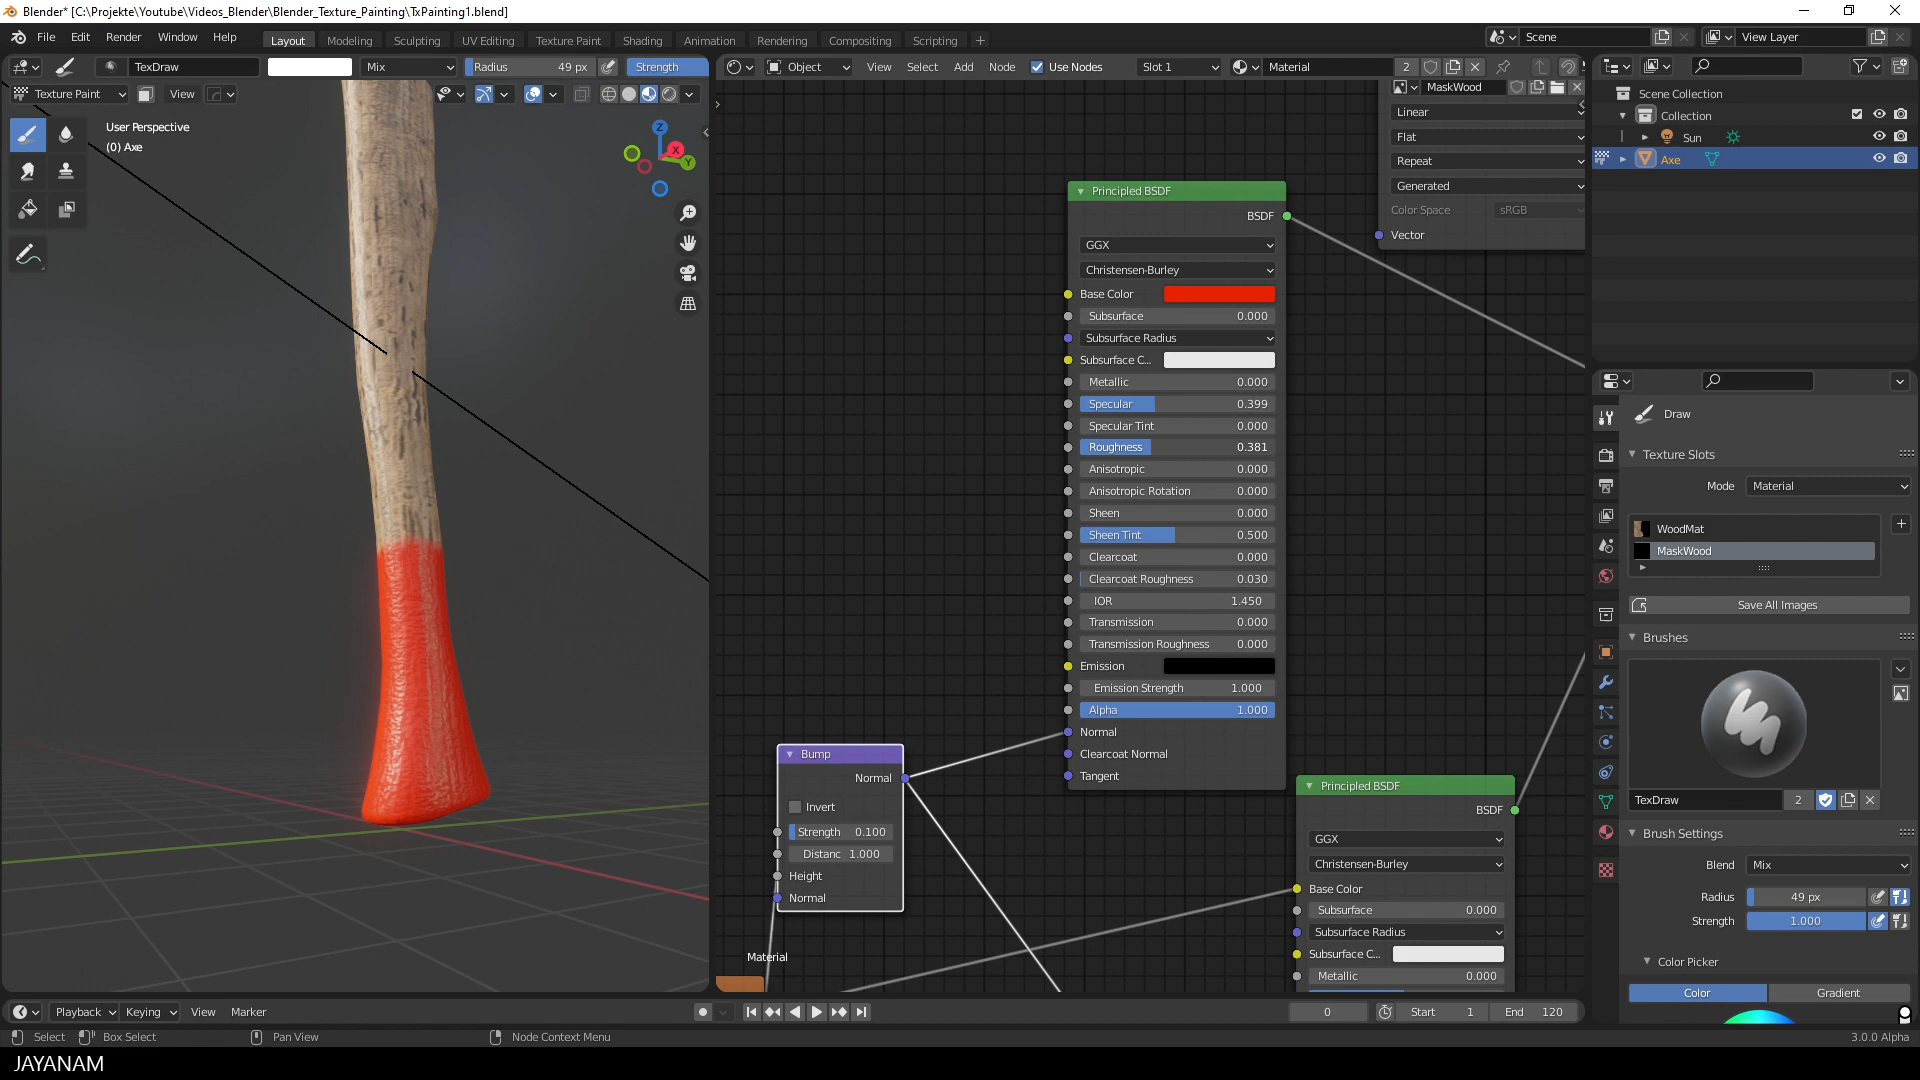 Blender* [C:\Projekte\Youtube\Videos_Blender\Blender_Texture_Painting\TxPainting1.blend]
File Edit Render Window Help Layout Modeling Sculpting UV Editing Texture Paint Shading Animation Rendering Compositing Scripting + Scene View Layer
TexDraw Mix Radius 49 px Strength
Object View Select Add Node Use Nodes Slot 1 Material 2
Texture Paint View
User Perspective
(0) Axe
Z
X
Y
MaskWood
Linear
Flat
Repeat
Generated
Color Space sRGB
Vector
Principled BSDF
BSDF
GGX
Christensen-Burley
Base Color
Subsurface 0.000
Subsurface Radius
Subsurface C...
Metallic 0.000
Specular 0.399
Specular Tint 0.000
Roughness 0.381
Anisotropic 0.000
Anisotropic Rotation 0.000
Sheen 0.000
Sheen Tint 0.500
Clearcoat 0.000
Clearcoat Roughness 0.030
IOR 1.450
Transmission 0.000
Transmission Roughness 0.000
Emission
Emission Strength 1.000
Alpha 1.000
Normal
Clearcoat Normal
Tangent
Bump
Normal
Invert
Strength 0.100
Distanc 1.000
Height
Normal
Material
Principled BSDF
BSDF
GGX
Christensen-Burley
Base Color
Subsurface 0.000
Subsurface Radius
Subsurface C...
Metallic 0.000
Scene Collection
Collection
Sun
Axe
Draw
Texture Slots
Mode Material
WoodMat
MaskWood
Save All Images
Brushes
TexDraw 2
Brush Settings
Blend Mix
Radius 49 px
Strength 1.000
Color Picker
Color Gradient
Playback Keying View Marker 0 Start 1 End 120
Select Box Select Pan View Node Context Menu 3.0.0 Alpha
JAYANAM